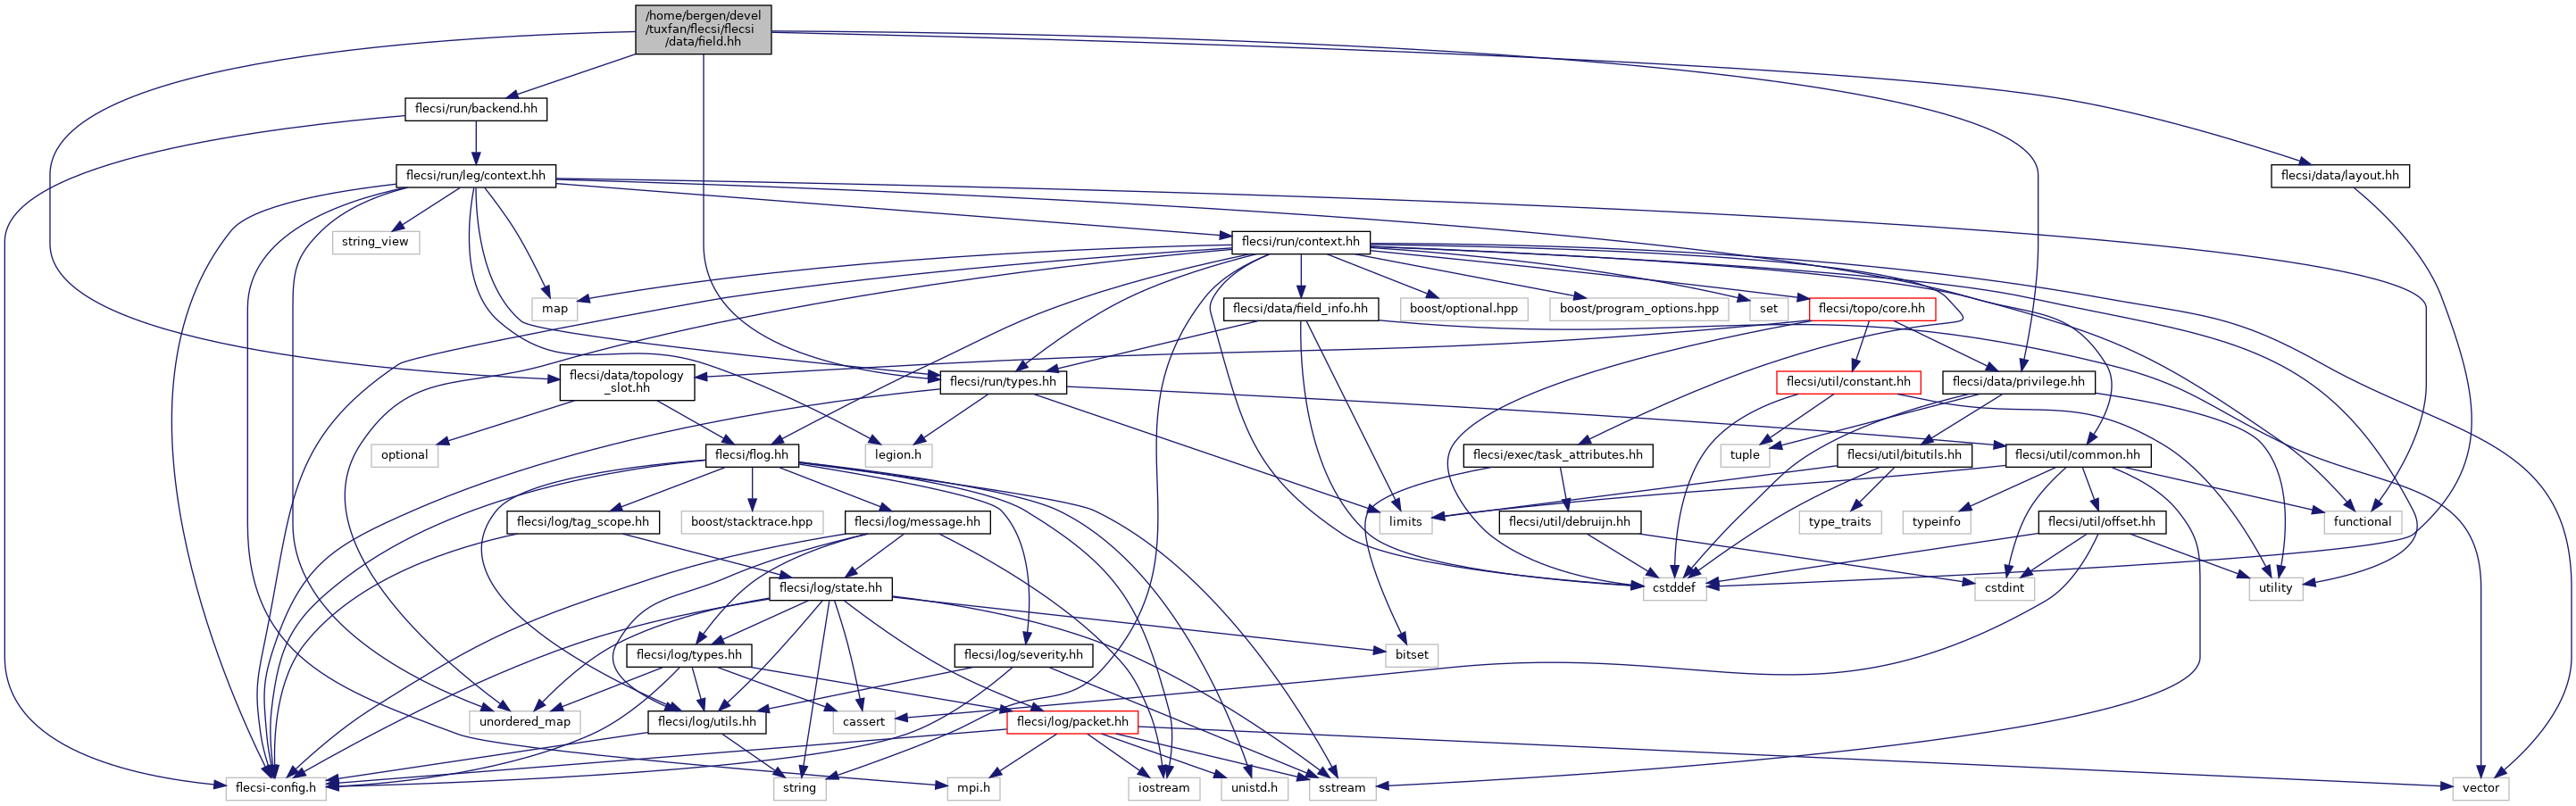 /home/bergen/devel
/tuxfan/flecsi/flecsi
/data/field.hh
flecsi/run/backend.hh
flecsi/run/leg/context.hh
flecsi/data/layout.hh
string_view
flecsi/run/context.hh
map
flecsi/data/field_info.hh
boost/optional.hpp
boost/program_options.hpp
set
flecsi/topo/core.hh
flecsi/data/topology
_slot.hh
flecsi/run/types.hh
flecsi/util/constant.hh
flecsi/data/privilege.hh
optional
flecsi/flog.hh
legion.h
flecsi/exec/task_attributes.hh
tuple
flecsi/util/bitutils.hh
flecsi/util/common.hh
flecsi/log/tag_scope.hh
boost/stacktrace.hpp
flecsi/log/message.hh
limits
flecsi/util/debruijn.hh
type_traits
typeinfo
flecsi/util/offset.hh
functional
flecsi/log/state.hh
cstddef
cstdint
utility
flecsi/log/types.hh
flecsi/log/severity.hh
bitset
unordered_map
flecsi/log/utils.hh
cassert
flecsi/log/packet.hh
flecsi-config.h
string
mpi.h
iostream
unistd.h
sstream
vector